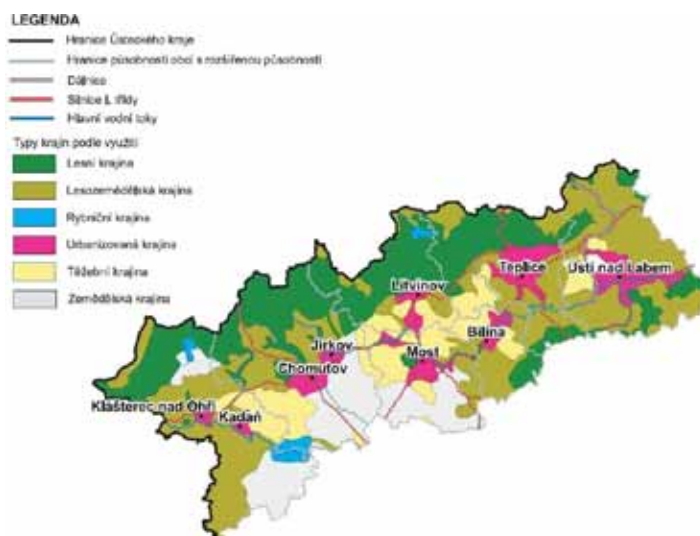 LEGENDA
Hranice Ústeckého kraje
Hranice působnosti obcí s rozšířenou působností
Dálnice
Silnice I. třídy
Hlavní vodní toky
Typy krajin podle využití
Lesní krajina
Lesozemědělská krajina
Rybniční krajina
Urbanizovaná krajina
Těžební krajina
Zemědělská krajina
Teplice
Ústí nad Labem
Litvínov
Bílina
Jirkov
Most
Chomutov
Klášterec nad Ohří
Kadaň